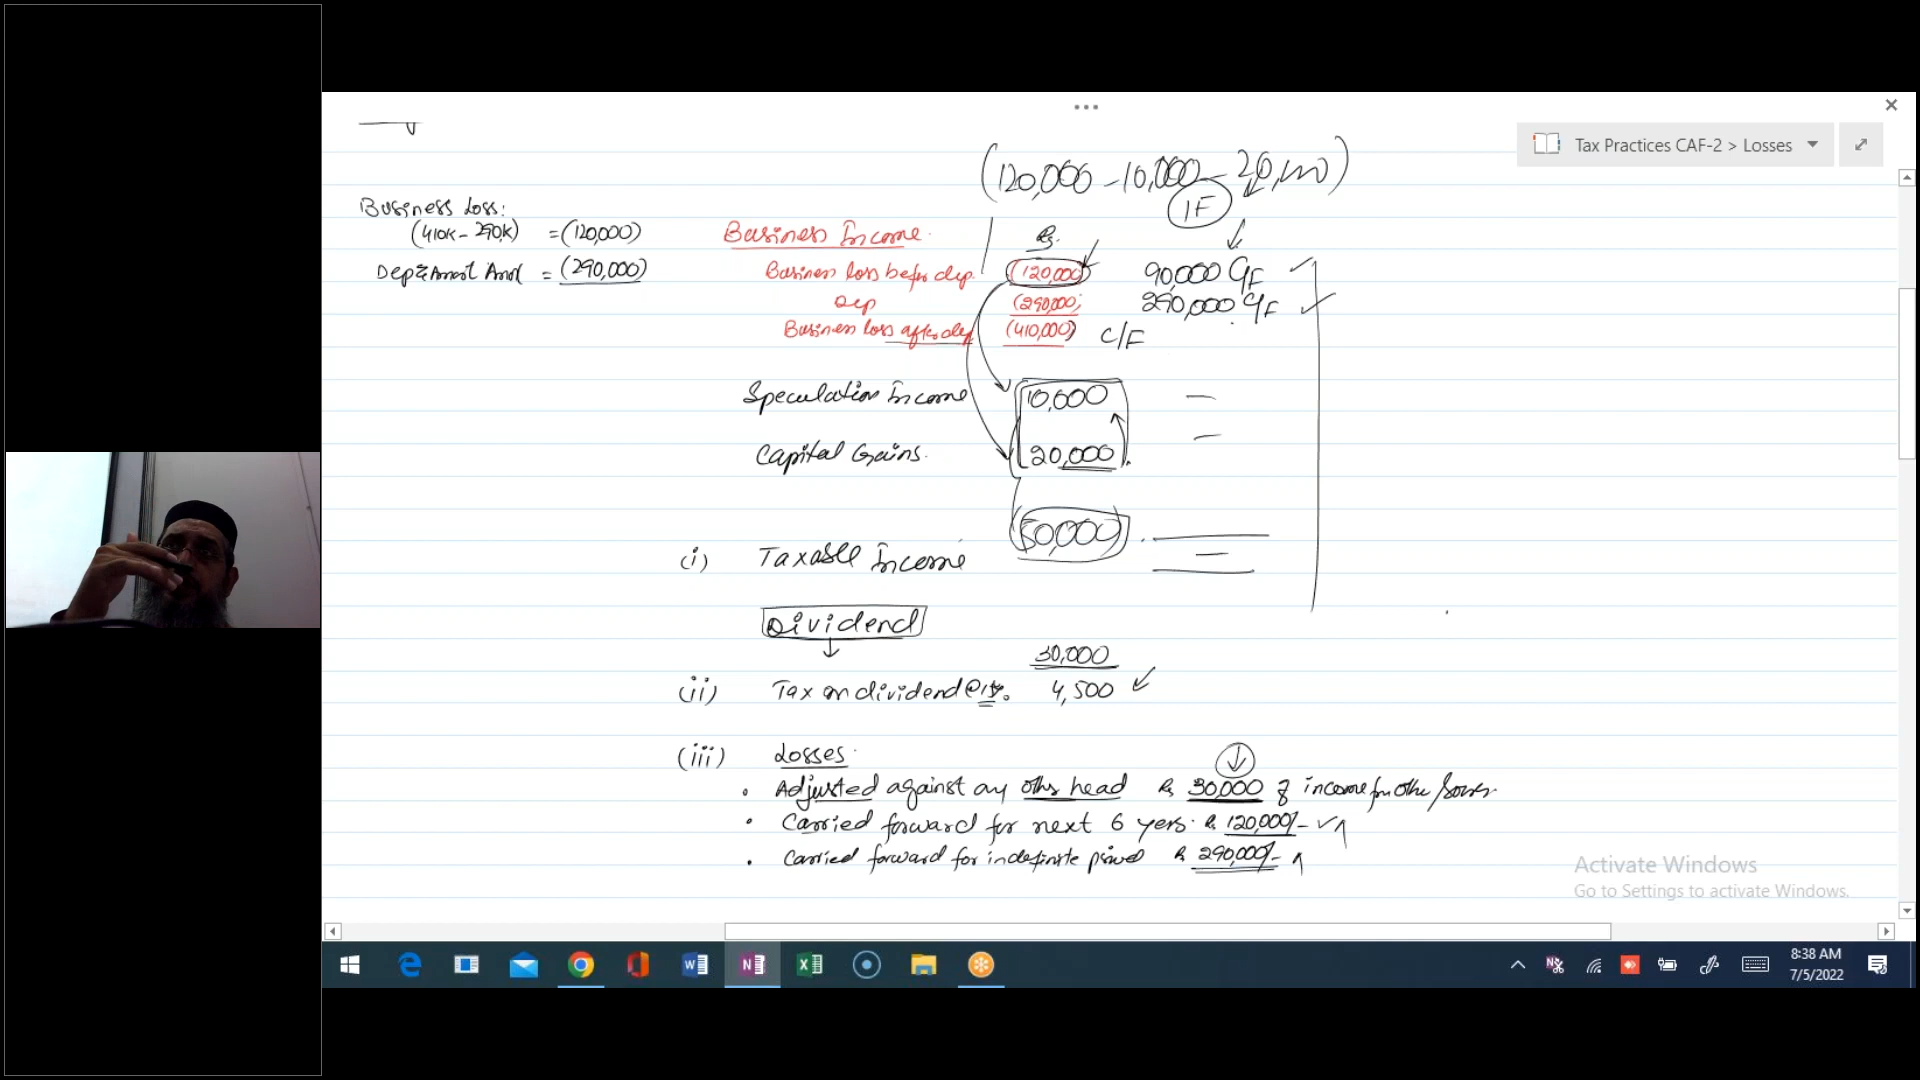 Tax Practices CAF-2 > Losses
(120,000 - 10,000 - 20,000)
IF
Business Loss:
(410K - 290K) = (120,000)
Dep & Amort Amt = (290,000)
Business Income
Rs.
Business loss before dep. (120,000) 90,000 C/F
Dep (290,000) 290,000 C/F
Business loss after dep (410,000) C/F
Speculation Income 10,000 –
Capital Gains. 20,000 –
(i) Taxable Income –
Dividend
30,000
(ii) Tax on dividend @ 15%. 4,500
(iii) Losses
• Adjusted against any other head Rs 30,000 of income from other
• Carried forward for next 6 yers. Rs 120,000/-
• Carried forward for indefinite period Rs 290,000/-
Activate Windows
Go to Settings to activate Windows.
8:38 AM
7/5/2022